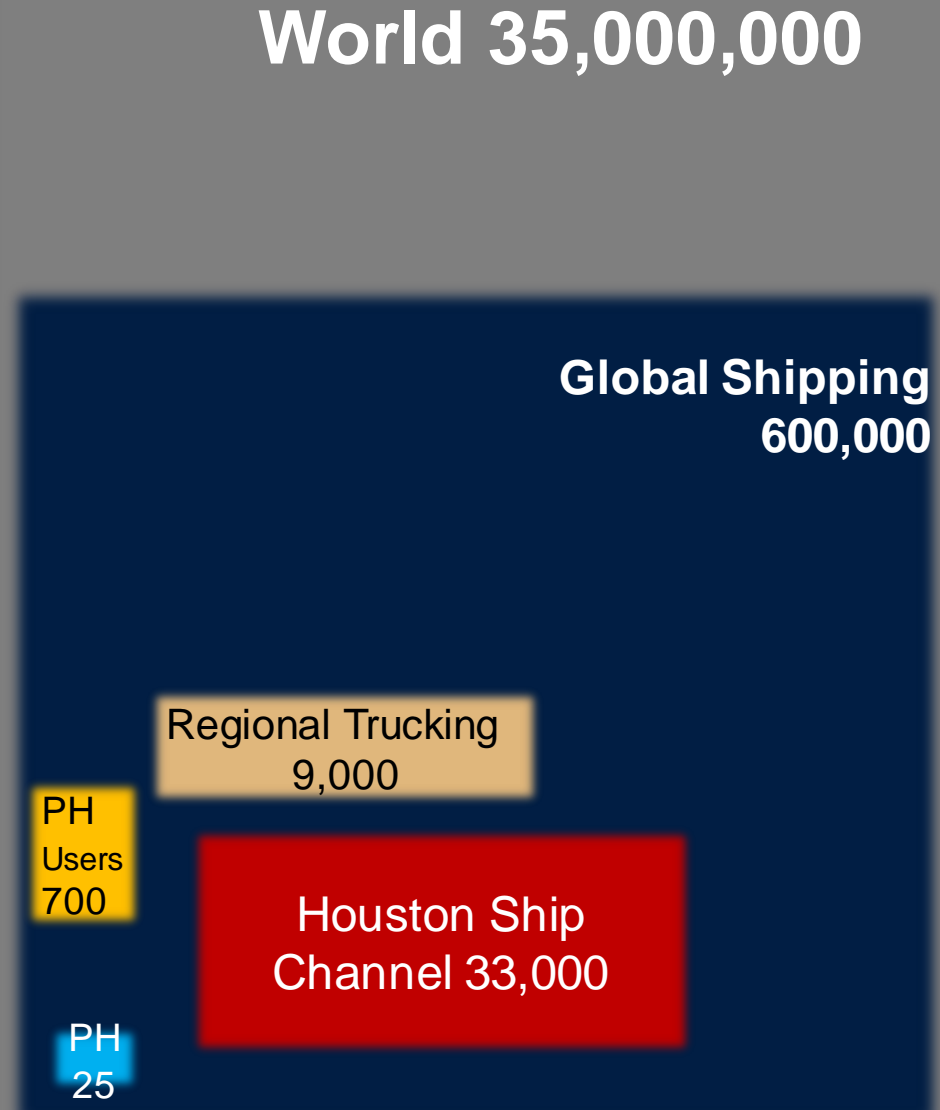 World 35,000,000
Global Shipping
600,000
Regional Trucking
9,000
PH
Users
700
Houston Ship
Channel 33,000
PH
25